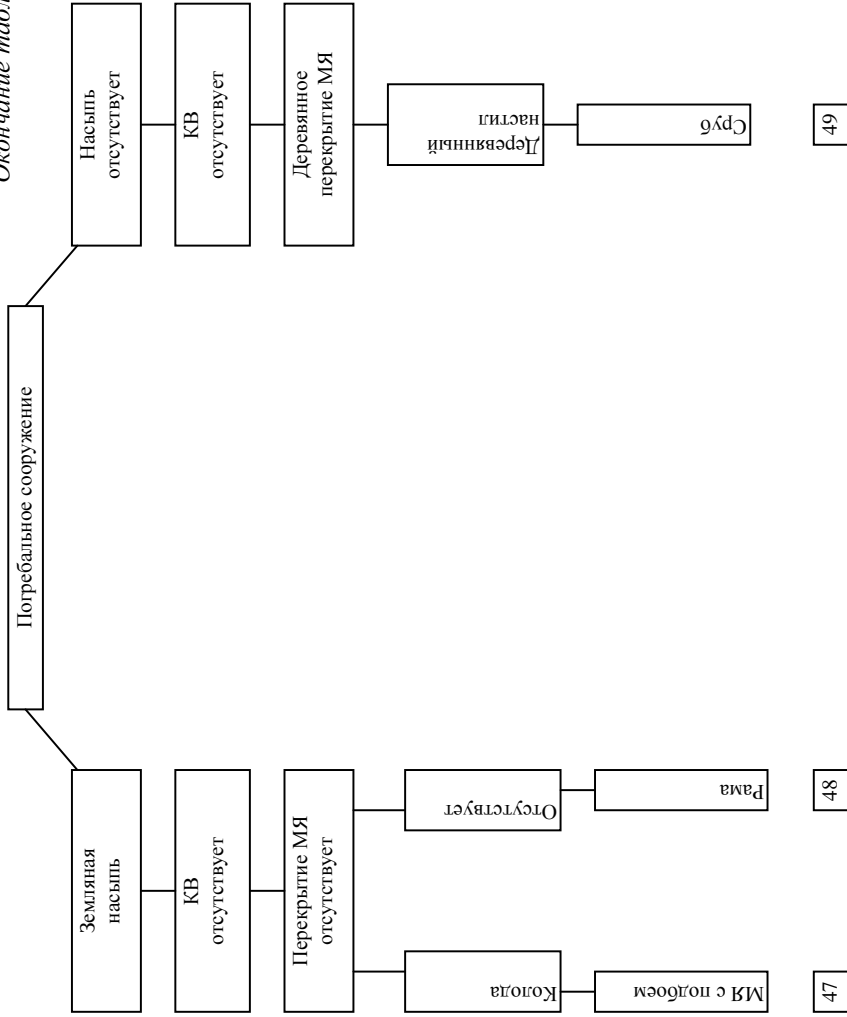 Окончание табл
Погребальное сооружение
Земляная
насыпь
Насыпь
отсутствует
КВ
отсутствует
КВ
отсутствует
Перекрытие МЯ
отсутствует
Деревянное
перекрытие МЯ
Колода
Отсутствует
Деревянный
настил
МЯ с подбоем
Рама
Сруб
47
48
49